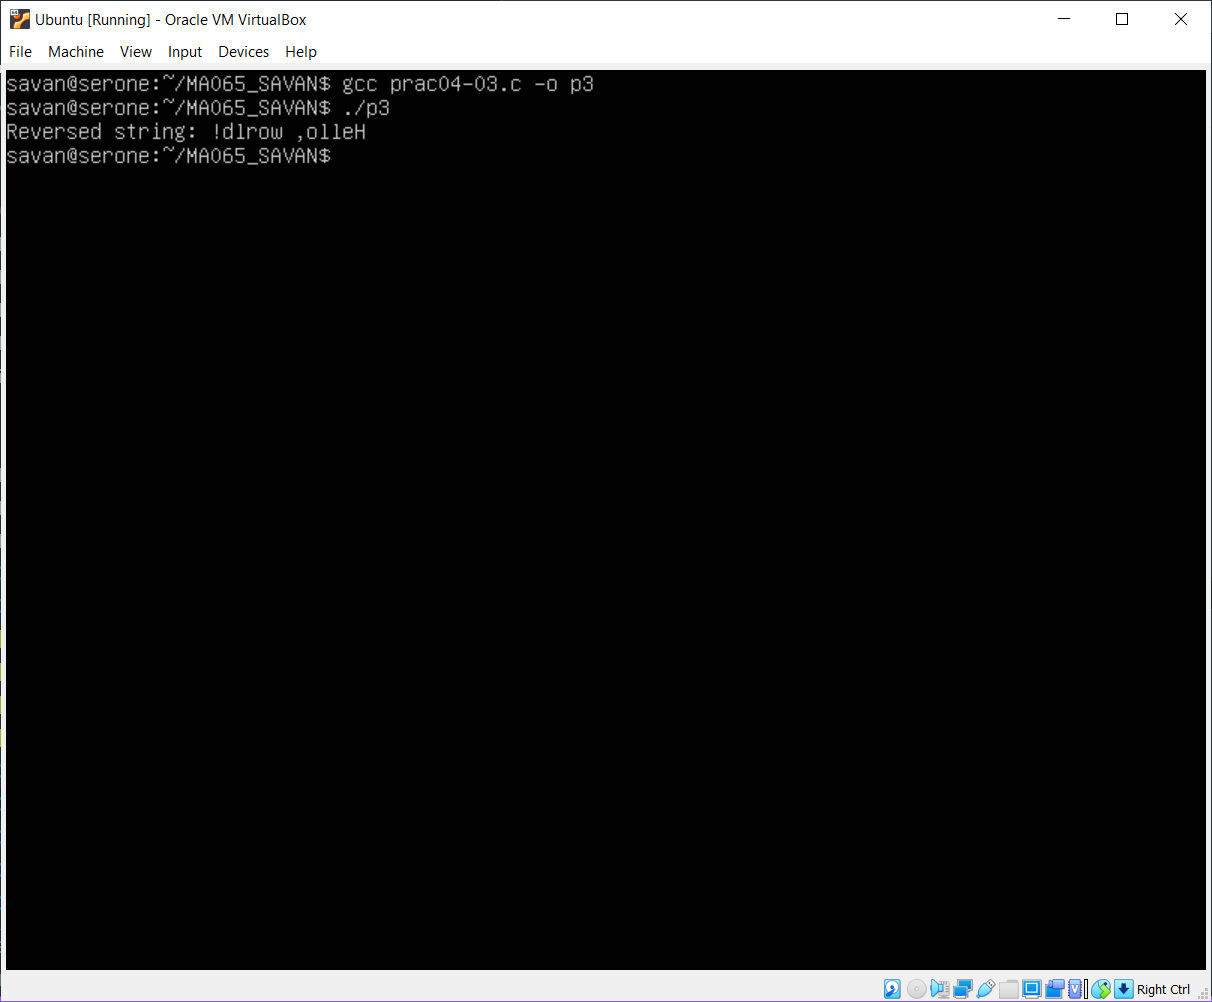 Ubuntu [Running] - Oracle VM VirtualBox
File Machine View Input Devices Help
savan@serone:~/MA065_SAVAN$ gcc prac04-03.c -o p3
savan@serone:~/MA065_SAVAN$ ./p3
Reversed string: !dlrow ,olleH
savan@serone:~/MA065_SAVAN$
Right Ctrl